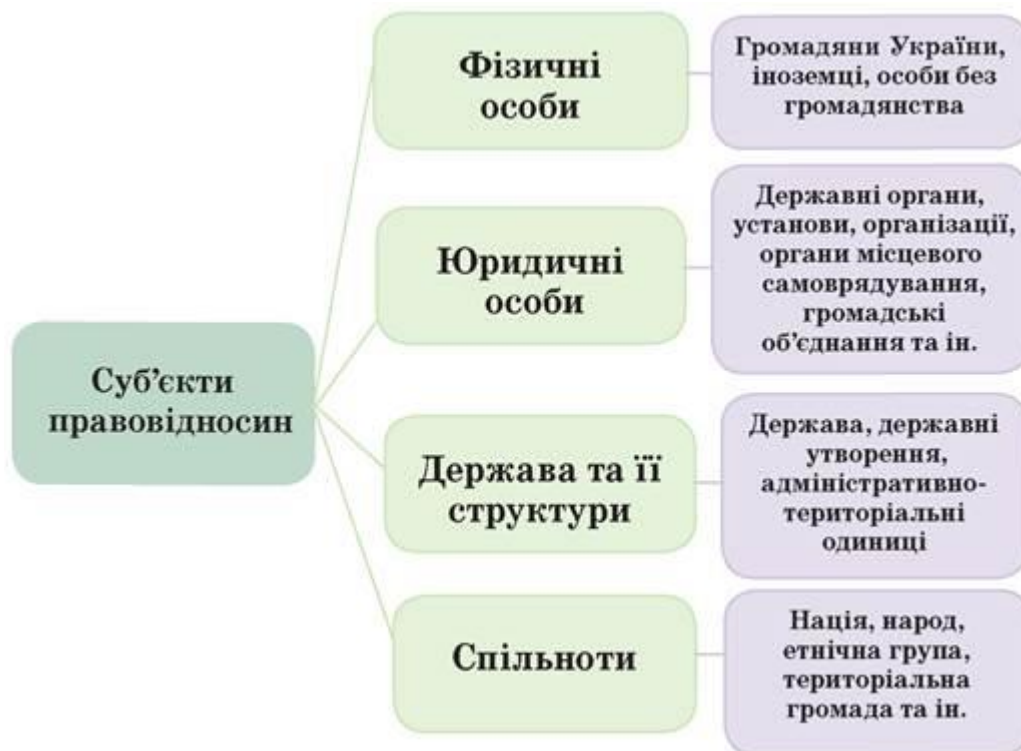 Суб’єкти
правовідносин
Фізичні
особи
Громадяни України,
іноземці, особи без
громадянства
Юридичні
особи
Державні органи,
установи, організації,
органи місцевого
самоврядування,
громадські
об’єднання та ін.
Держава та її
структури
Держава, державні
утворення,
адміністративно-
територіальні
одиниці
Спільноти
Нація, народ,
етнічна група,
територіальна
громада та ін.